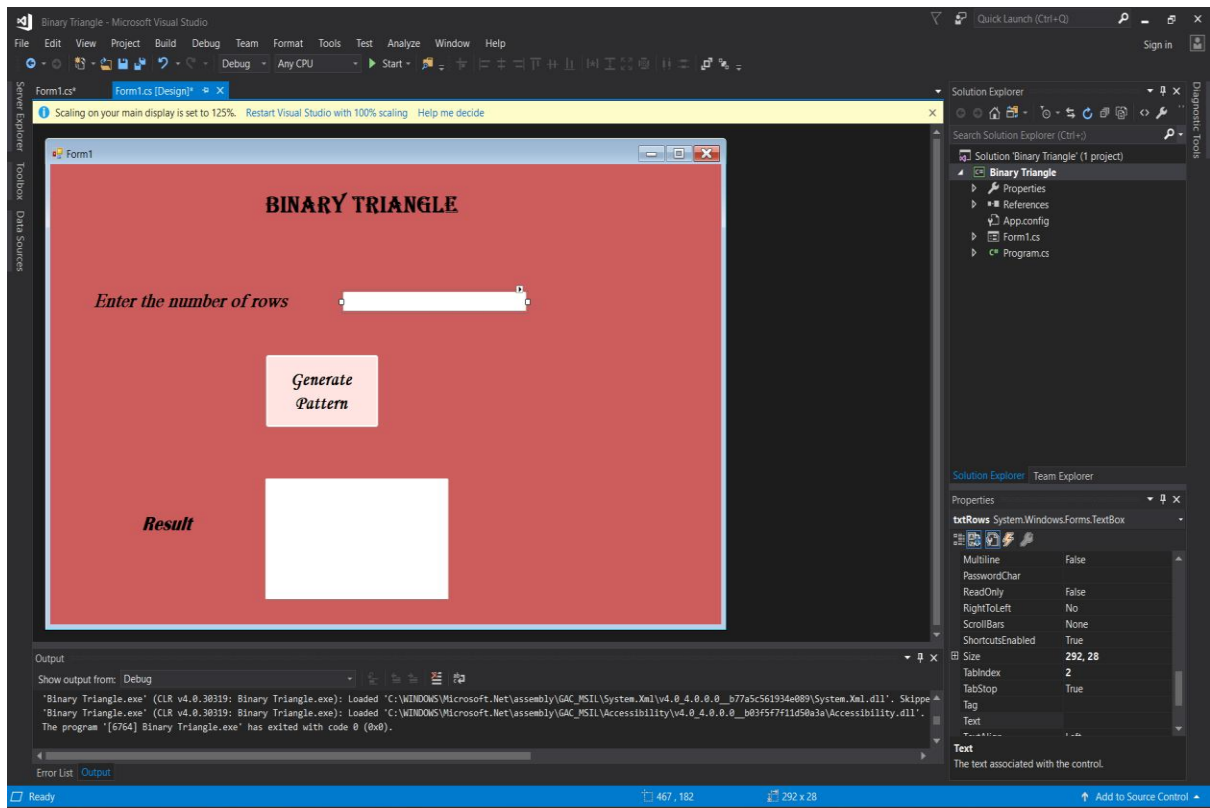 Binary Triangle - Microsoft Visual Studio
Quick Launch (Ctrl+Q)
File Edit View Project Build Debug Team Format Tools Test Analyze Window Help
Sign in
Debug Any CPU Start
Server Explorer
Toolbox
Data Sources
Form1.cs* Form1.cs [Design]*
Scaling on your main display is set to 125%. Restart Visual Studio with 100% scaling Help me decide
Form1
BINARY TRIANGLE
Enter the number of rows
Generate
Pattern
Result
Output
Show output from: Debug
'Binary Triangle.exe' (CLR v4.0.30319: Binary Triangle.exe): Loaded 'C:\WINDOWS\Microsoft.Net\assembly\GAC_MSIL\System.Xml\v4.0_4.0.0.0__b77a5c561934e089\System.Xml.dll'. Skippe
'Binary Triangle.exe' (CLR v4.0.30319: Binary Triangle.exe): Loaded 'C:\WINDOWS\Microsoft.Net\assembly\GAC_MSIL\Accessibility\v4.0_4.0.0.0__b03f5f7f11d50a3a\Accessibility.dll'.
The program '[6764] Binary Triangle.exe' has exited with code 0 (0x0).
Error List Output
Solution Explorer
Search Solution Explorer (Ctrl+;)
Solution 'Binary Triangle' (1 project)
C# Binary Triangle
Properties
References
App.config
Form1.cs
C# Program.cs
Solution Explorer Team Explorer
Properties
txtRows System.Windows.Forms.TextBox
Multiline False
PasswordChar
ReadOnly False
RightToLeft No
ScrollBars None
ShortcutsEnabled True
Size 292, 28
TabIndex 2
TabStop True
Tag
Text
TextAlign Left
Text
The text associated with the control.
Diagnostic Tools
Ready 467 , 182 292 x 28 Add to Source Control